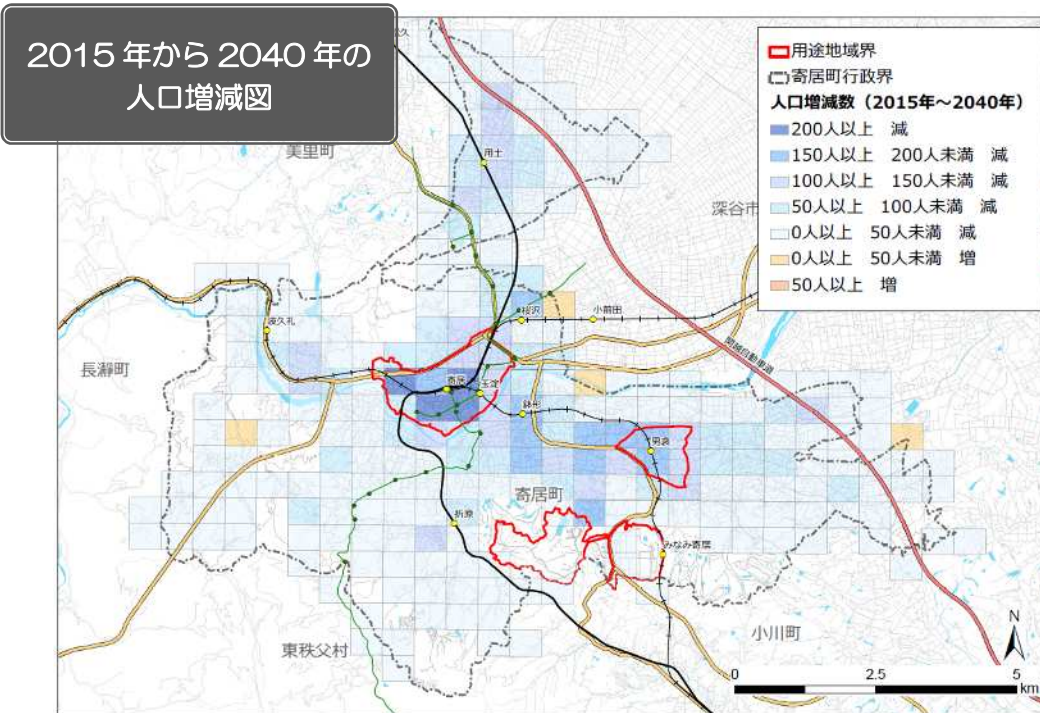 2015年から2040年の
人口増減図
用途地域界
寄居町行政界
人口増減数(2015年~2040年)
200人以上 減
150人以上 200人未満 減
100人以上 150人未満 減
50人以上 100人未満 減
0人以上 50人未満 減
0人以上 50人未満 増
50人以上 増
美里町
用土
深谷市
桜沢
小前田
波久礼
関越自動車道
長瀞町
寄居
玉淀
鉢形
男衾
寄居町
折原
みなみ寄居
小川町
東秩父村
N
0 2.5 5
km